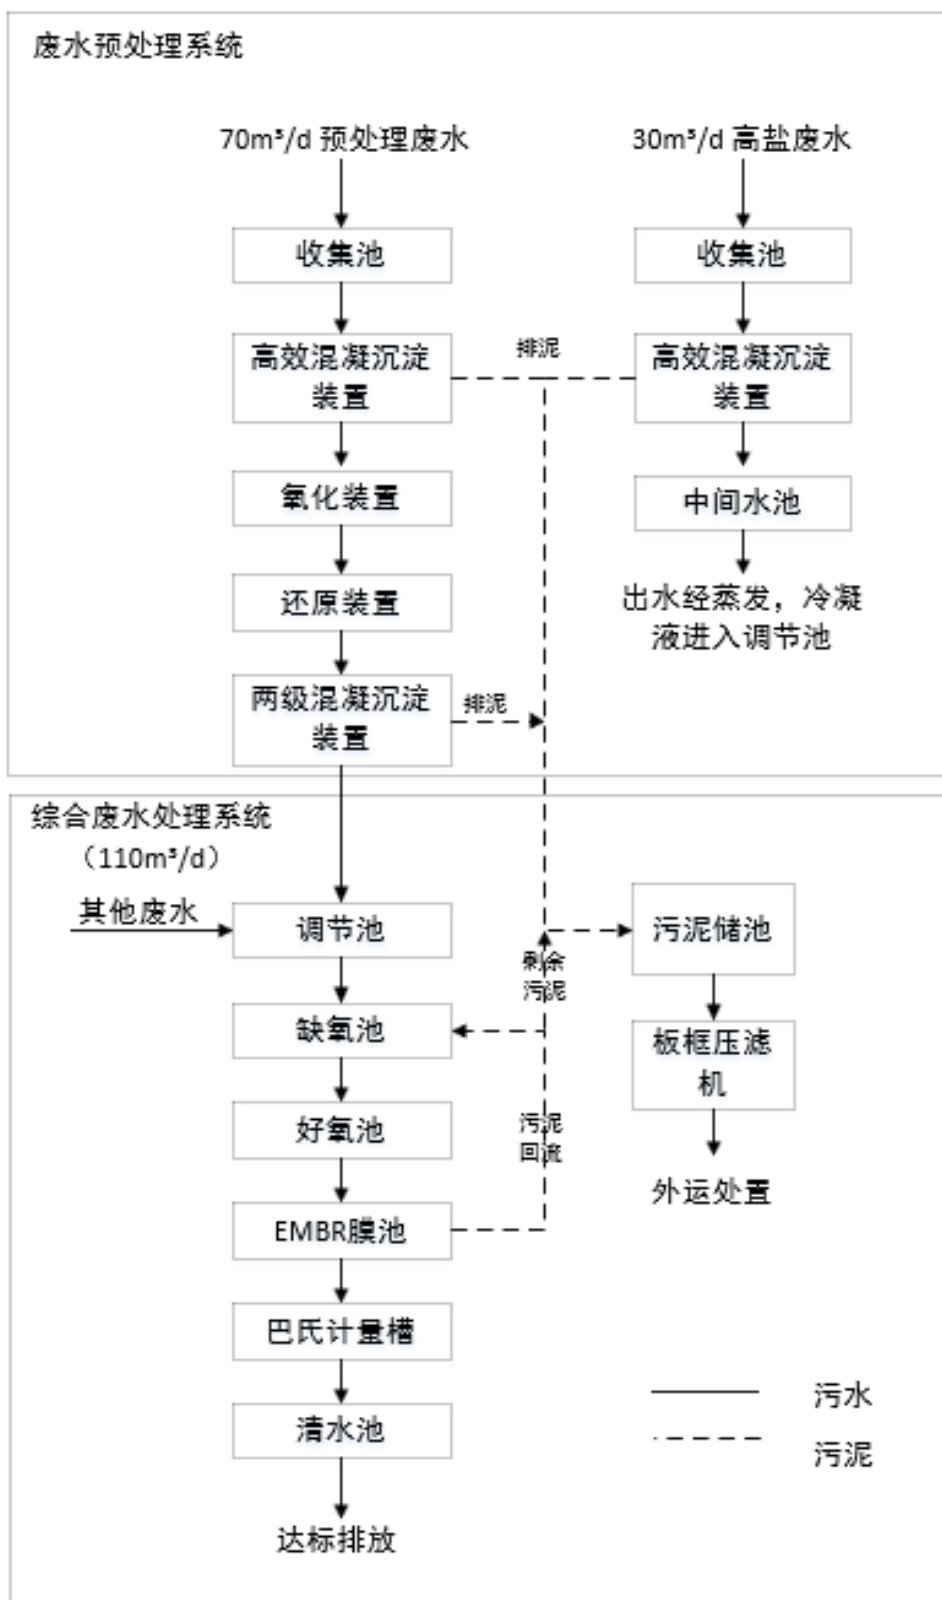 废水预处理系统
70m³/d 预处理废水
30m³/d 高盐废水
收集池
收集池
高效混凝沉淀
装置
排泥
高效混凝沉淀
装置
氧化装置
中间水池
还原装置
出水经蒸发，冷凝
液进入调节池
两级混凝沉淀
装置
排泥
综合废水处理系统
（110m³/d）
其他废水
调节池
污泥储池
剩余
污泥
缺氧池
板框压滤
机
好氧池
污泥
回流
外运处置
EMBR膜池
巴氏计量槽
清水池
污水
污泥
达标排放